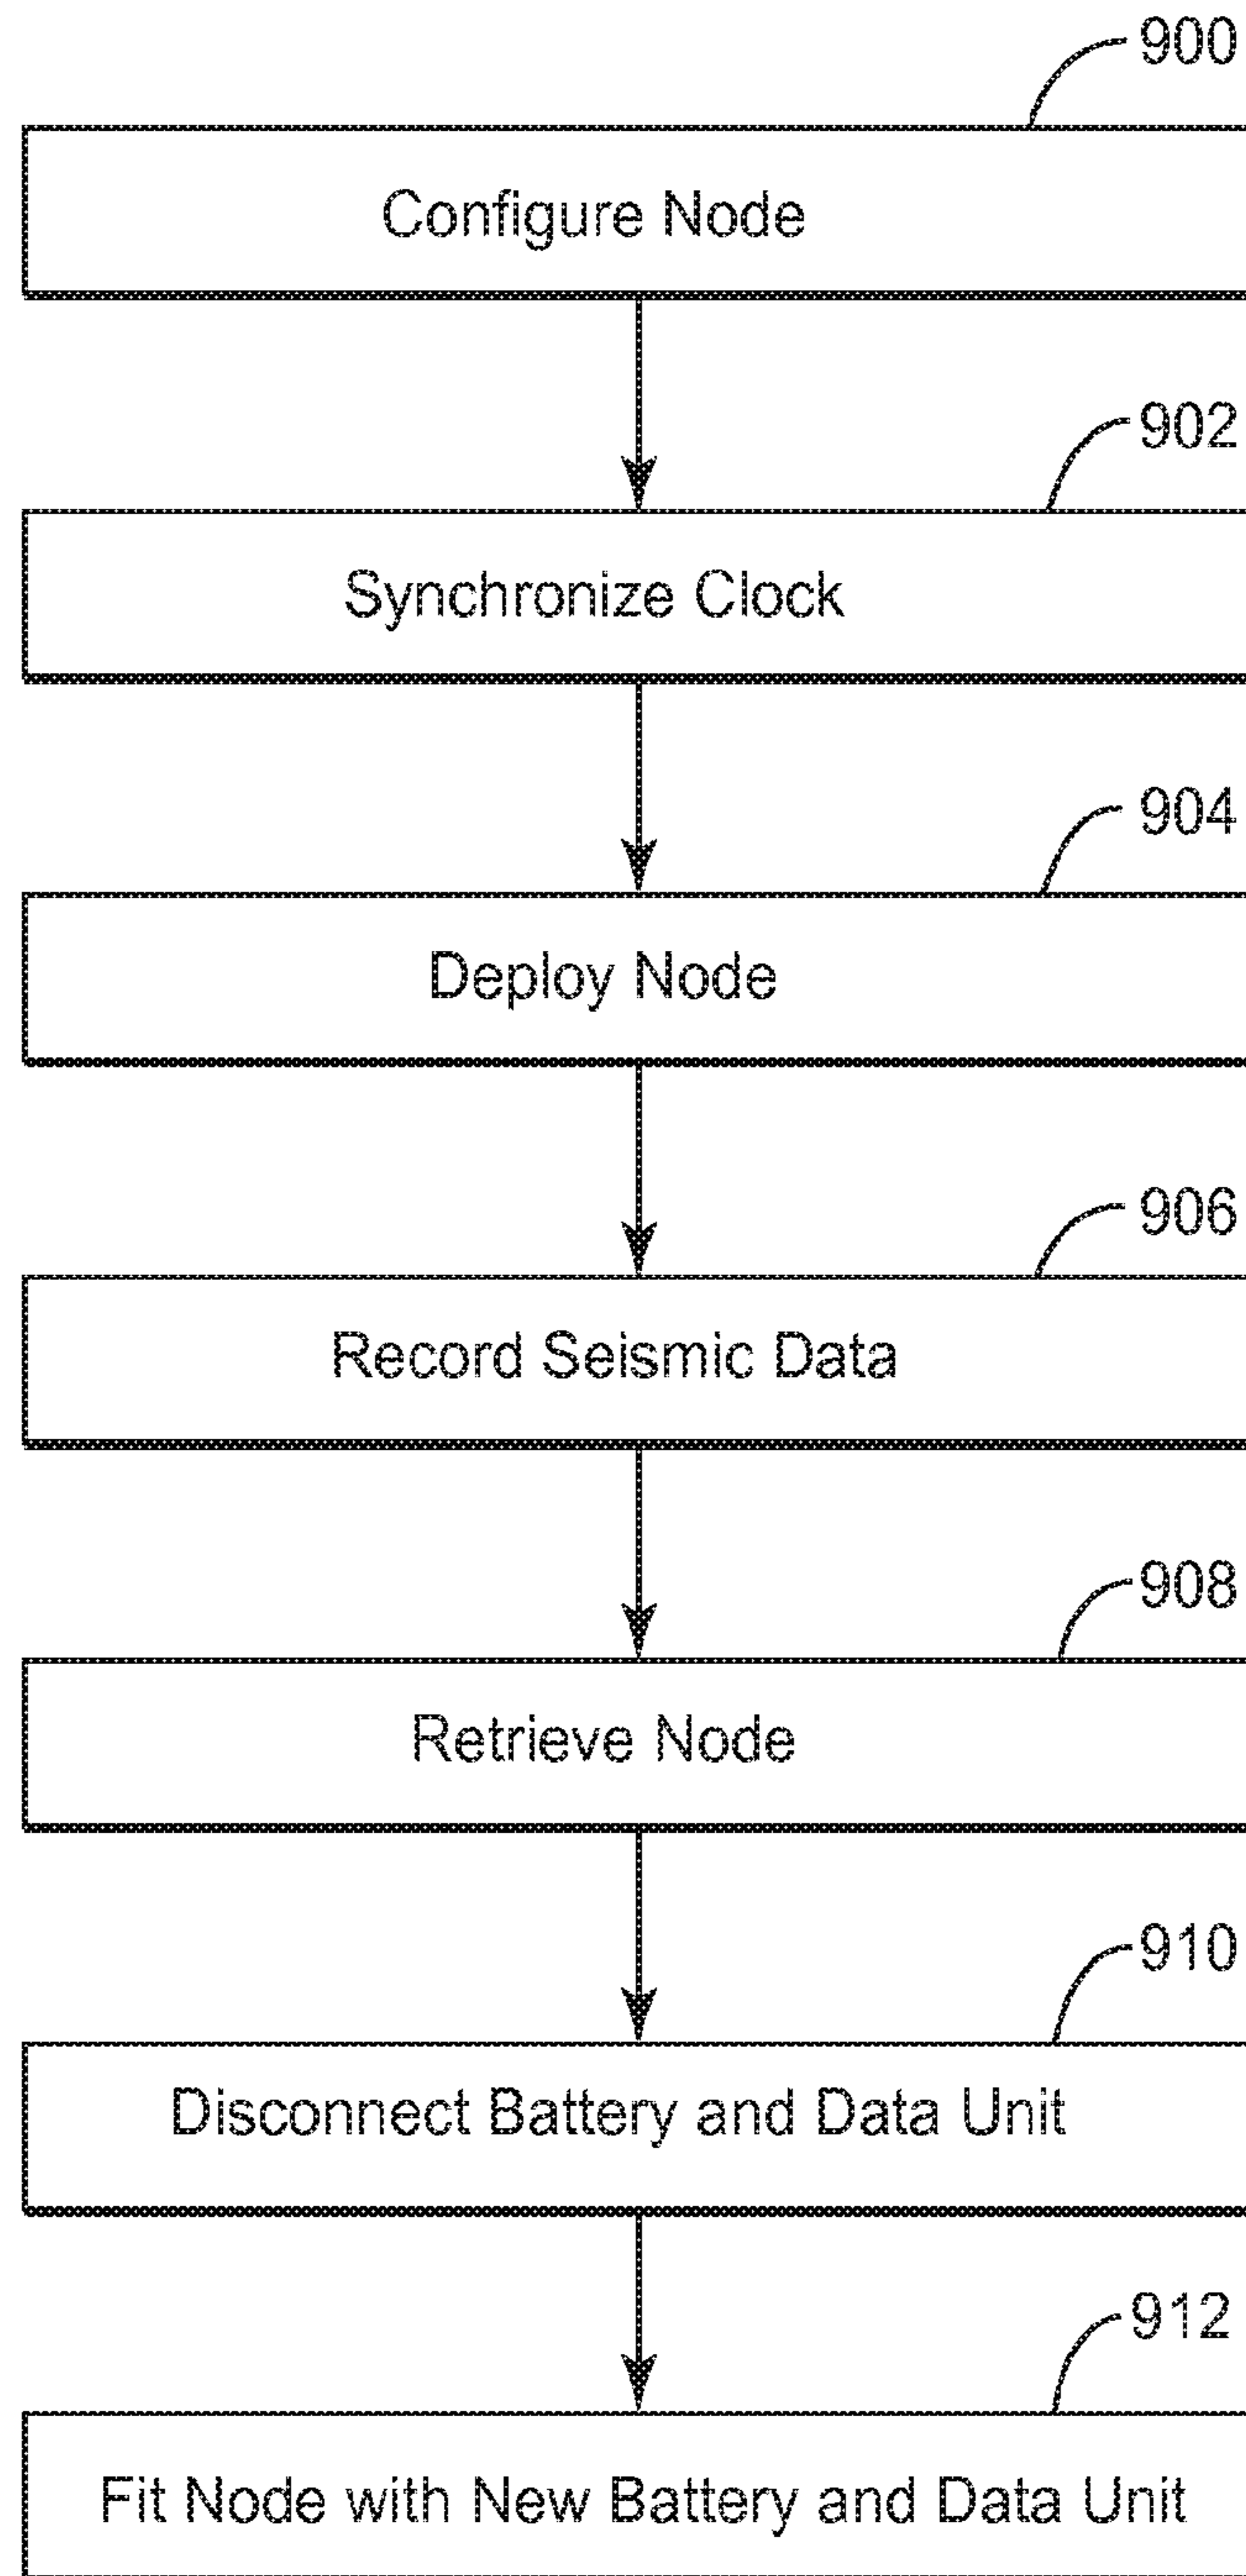 900
Configure Node
902
Synchronize Clock
904
Deploy Node
906
Record Seismic Data
908
Retrieve Node
910
Disconnect Battery and Data Unit
912
Fit Node with New Battery and Data Unit